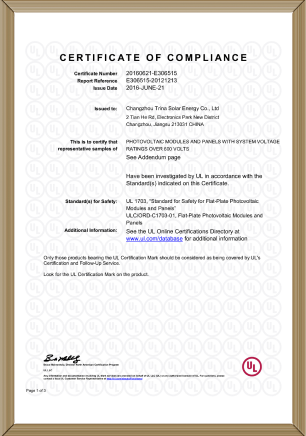 CERTIFICATE OF COMPLIANCE
Certificate Number 20160621-E306515
Report Reference E306515-20121213
Issue Date 2016-JUNE-21
Issued to: Changzhou Trina Solar Energy Co., Ltd
2 Tian He Rd, Electronics Park New District
Changzhou, Jiangsu 213031 CHINA
This is to certify that PHOTOVOLTAIC MODULES AND PANELS WITH SYSTEM VOLTAGE
representative samples of RATINGS OVER 600 VOLTS
See Addendum page
Have been investigated by UL in accordance with the
Standard(s) indicated on this Certificate.
Standard(s) for Safety: UL 1703, "Standard for Safety for Flat-Plate Photovoltaic
Modules and Panels"
ULC/ORD-C1703-01, Flat-Plate Photovoltaic Modules and
Panels
Additional Information: See the UL Online Certifications Directory at
www.ul.com/database for additional information
Only those products bearing the UL Certification Mark should be considered as being covered by UL's
Certification and Follow-Up Service.
Look for the UL Certification Mark on the product.
UL
Page 1 of 3